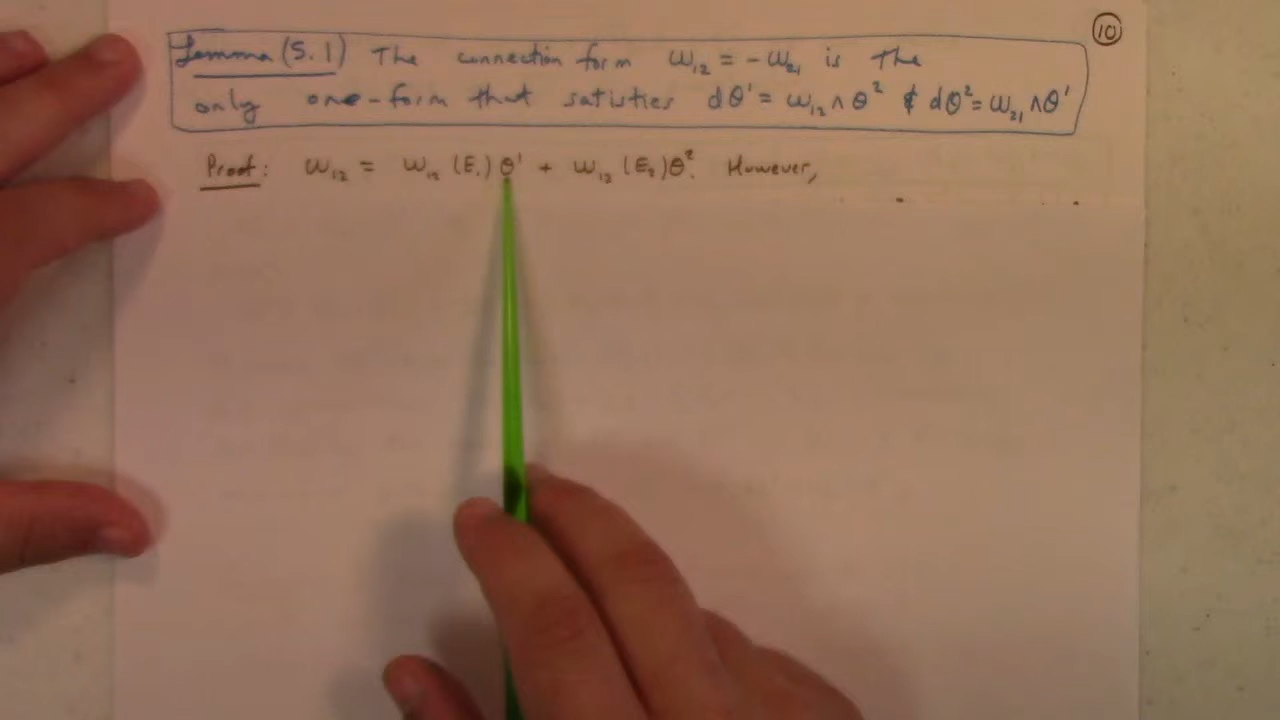 10
Lemma (5.1) The connection form ω₁₂ = -ω₂₁ is the
only one-form that satisfies dθ¹ = ω₁₂ ∧ θ² & dθ² = ω₂₁ ∧ θ¹
Proof: ω₁₂ = ω₁₂ (E₁) θ¹ + ω₁₂ (E₂) θ². However,